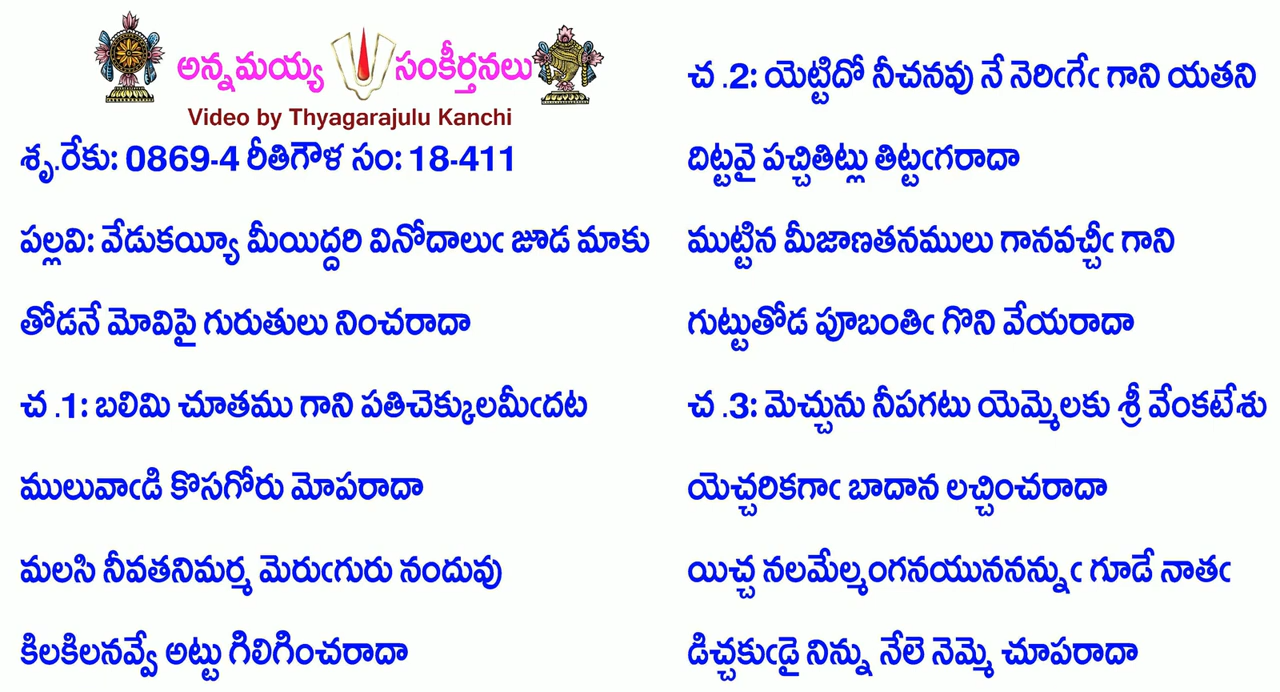 అన్నమయ్య సంకీర్తనలు
Video by Thyagarajulu Kanchi
శృ.రేకు: 0869-4 రీతిగౌళ సం: 18-411
పల్లవి: వేడుకయ్యీ మీయిద్దరి వినోదాలుఁ జూడ మాకు
తోడనే మోవిపై గురుతులు నించరాదా
చ .1: బలిమి చూతము గాని పతిచెక్కులమీఁదట
ములువాఁడి కొసగోరు మోపరాదా
మలసి నీవతనిమర్మ మెరుఁగురు నందువు
కిలకిలనవ్వే అట్టు గిలిగించరాదా
చ .2: యెట్టిదో నీచనవు నే నెరిఁగేఁ గాని యతని
దిట్టవై పచ్చితిట్లు తిట్టఁగరాదా
ముట్టిన మీజాణతనములు గానవచ్చీఁ గాని
గుట్టుతోడ పూబంతిఁ గొని వేయరాదా
చ .3: మెచ్చును నీపగటు యెమ్మెలకు శ్రీ వేంకటేశు
యెచ్చరికగాఁ బాదాన లచ్చించరాదా
యిచ్చ నలమేల్మంగనయుననన్నుఁ గూడే నాతఁ
డిచ్చకుఁడై నిన్ను నేలె నెమ్మె చూపరాదా